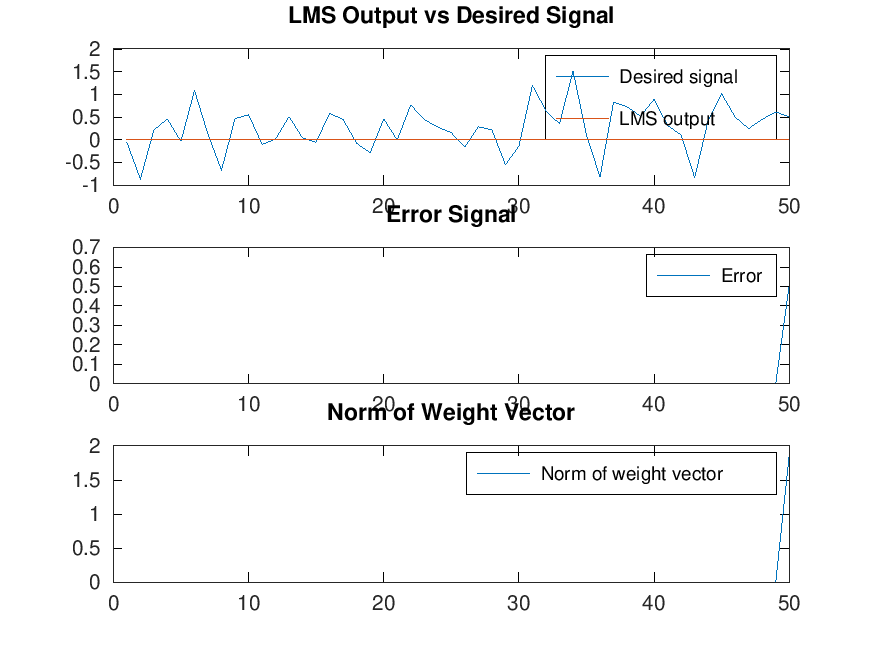 LMS Output vs Desired Signal
2
1.5
1
0.5
0
-0.5
-1
Desired signal
LMS output
0 10 20 30 40 50
Error Signal
0.7
0.6
0.5
0.4
0.3
0.2
0.1
0
Error
0 10 20 30 40 50
Norm of Weight Vector
2
1.5
1
0.5
0
Norm of weight vector
0 10 20 30 40 50